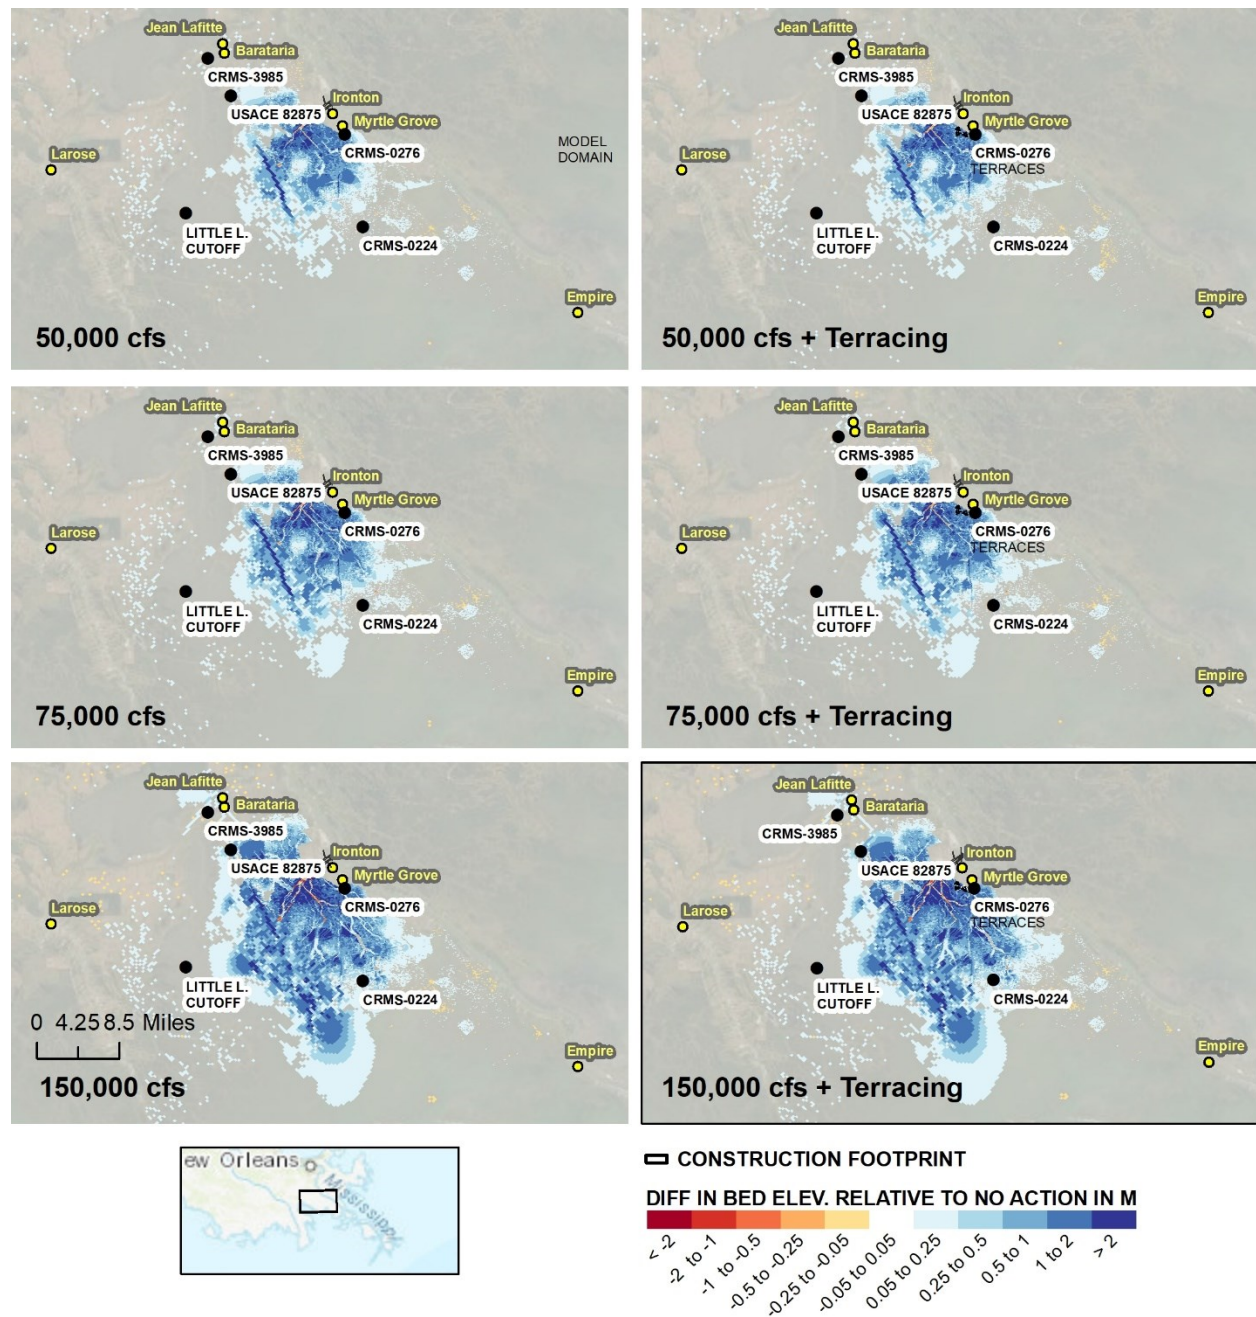 Jean Lafitte
Barataria
CRMS-3985
Ironton
USACE 82875
Myrtle Grove
MODEL
DOMAIN
CRMS-0276
Larose
LITTLE L.
CUTOFF
CRMS-0224
Empire
50,000 cfs
Jean Lafitte
Barataria
CRMS-3985
Ironton
USACE 82875
Myrtle Grove
CRMS-0276
TERRACES
Larose
LITTLE L.
CUTOFF
CRMS-0224
Empire
50,000 cfs + Terracing
Jean Lafitte
Barataria
CRMS-3985
Ironton
USACE 82875
Myrtle Grove
CRMS-0276
Larose
LITTLE L.
CUTOFF
CRMS-0224
Empire
75,000 cfs
Jean Lafitte
Barataria
CRMS-3985
Ironton
USACE 82875
Myrtle Grove
CRMS-0276
TERRACES
Larose
LITTLE L.
CUTOFF
CRMS-0224
Empire
75,000 cfs + Terracing
Jean Lafitte
Barataria
CRMS-3985
Ironton
USACE 82875
Myrtle Grove
CRMS-0276
Larose
LITTLE L.
CUTOFF
CRMS-0224
0 4.25 8.5 Miles
Empire
150,000 cfs
Jean Lafitte
Barataria
CRMS-3985
Ironton
USACE 82875
Myrtle Grove
CRMS-0276
TERRACES
Larose
LITTLE L.
CUTOFF
CRMS-0224
Empire
150,000 cfs + Terracing
ew Orleans
Mississippi
CONSTRUCTION FOOTPRINT
DIFF IN BED ELEV. RELATIVE TO NO ACTION IN M
< -2
-2 to -1
-1 to -0.5
-0.5 to -0.25
-0.25 to -0.05
-0.05 to 0.05
0.05 to 0.25
0.25 to 0.5
0.5 to 1
1 to 2
> 2